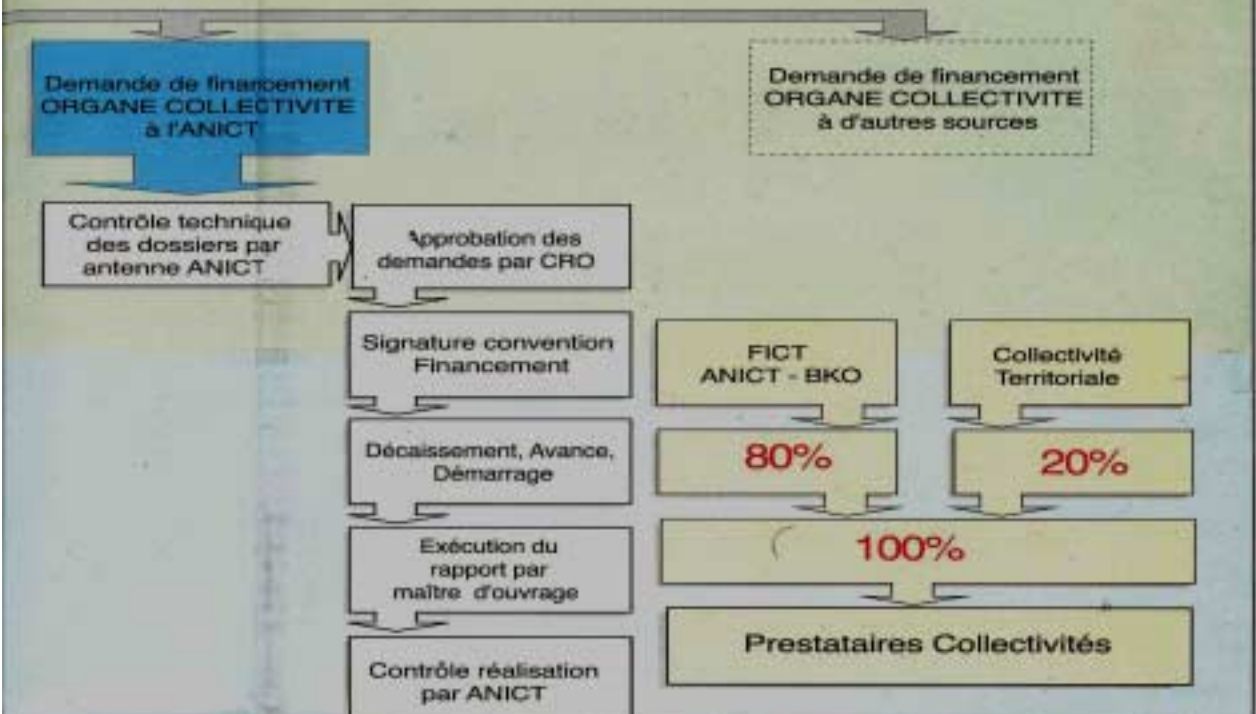 Demande de financement
ORGANE COLLECTIVITE
à l'ANICT
Demande de financement
ORGANE COLLECTIVITE
à d'autres sources
Contrôle technique
des dossiers par
antenne ANICT
Approbation des
demandes par CRO
Signature convention
Financement
Décaissement, Avance,
Démarrage
Exécution du
rapport par
maître d'ouvrage
Contrôle réalisation
par ANICT
FICT
ANICT - BKO
Collectivité
Territoriale
80%
20%
100%
Prestataires Collectivités